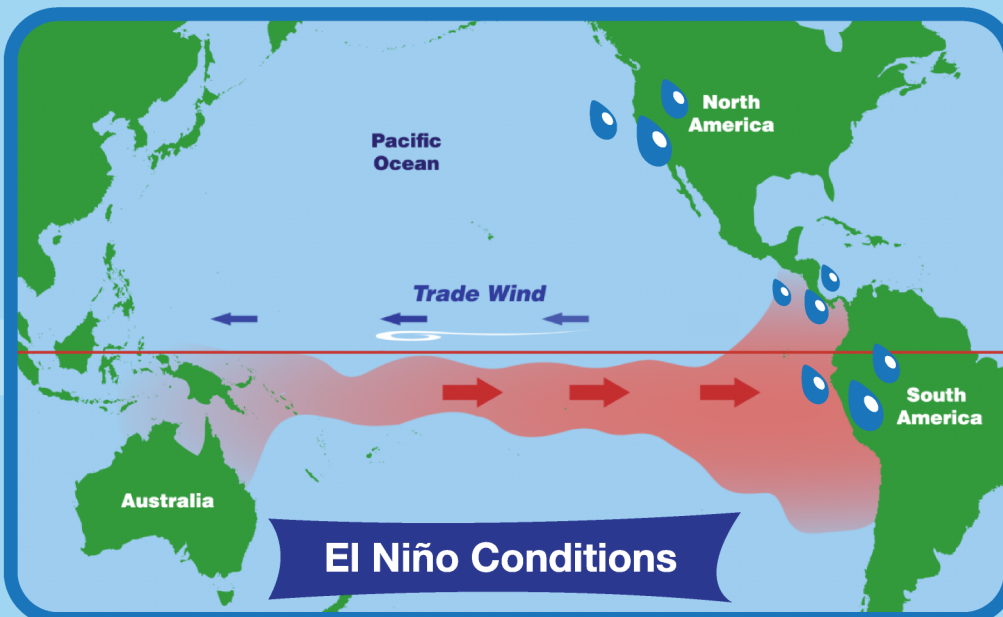 North
America
Pacific
Ocean
Trade Wind
South
America
Australia
El Niño Conditions